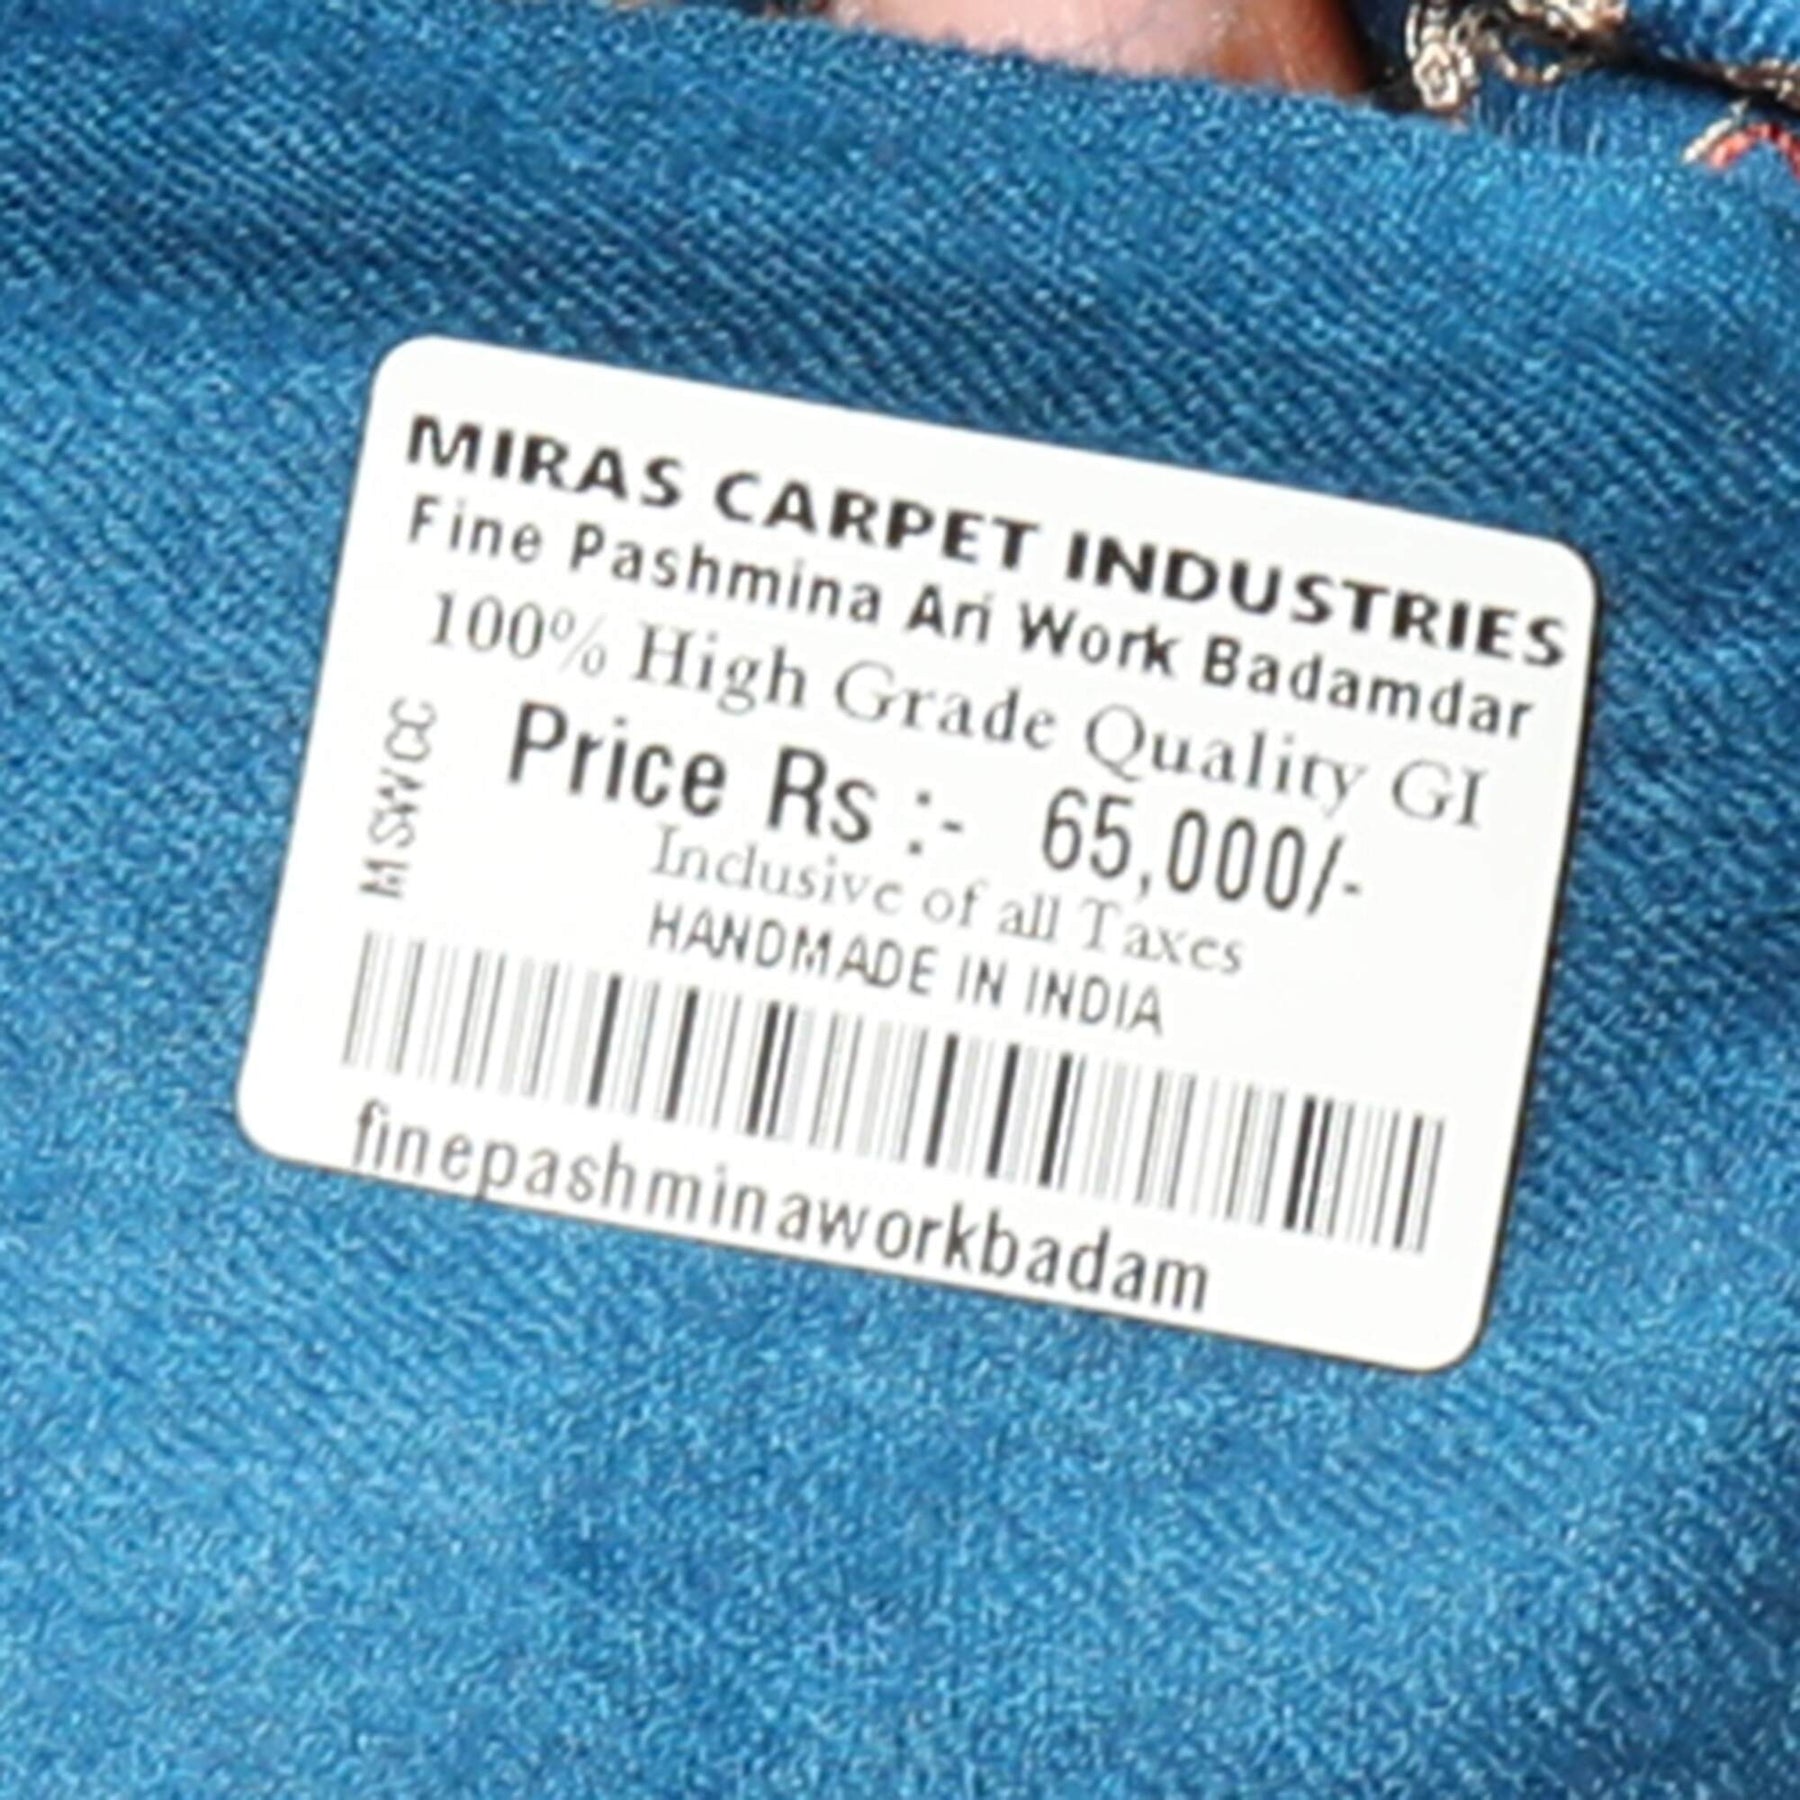 MIRAS CARPET INDUSTRIES
Fine Pashmina Ari Work Badamdar
100% High Grade Quality GI
Price Rs :- 65,000/-
Inclusive of all Taxes
HANDMADE IN INDIA
MSWCC
finepashminaworkbadam